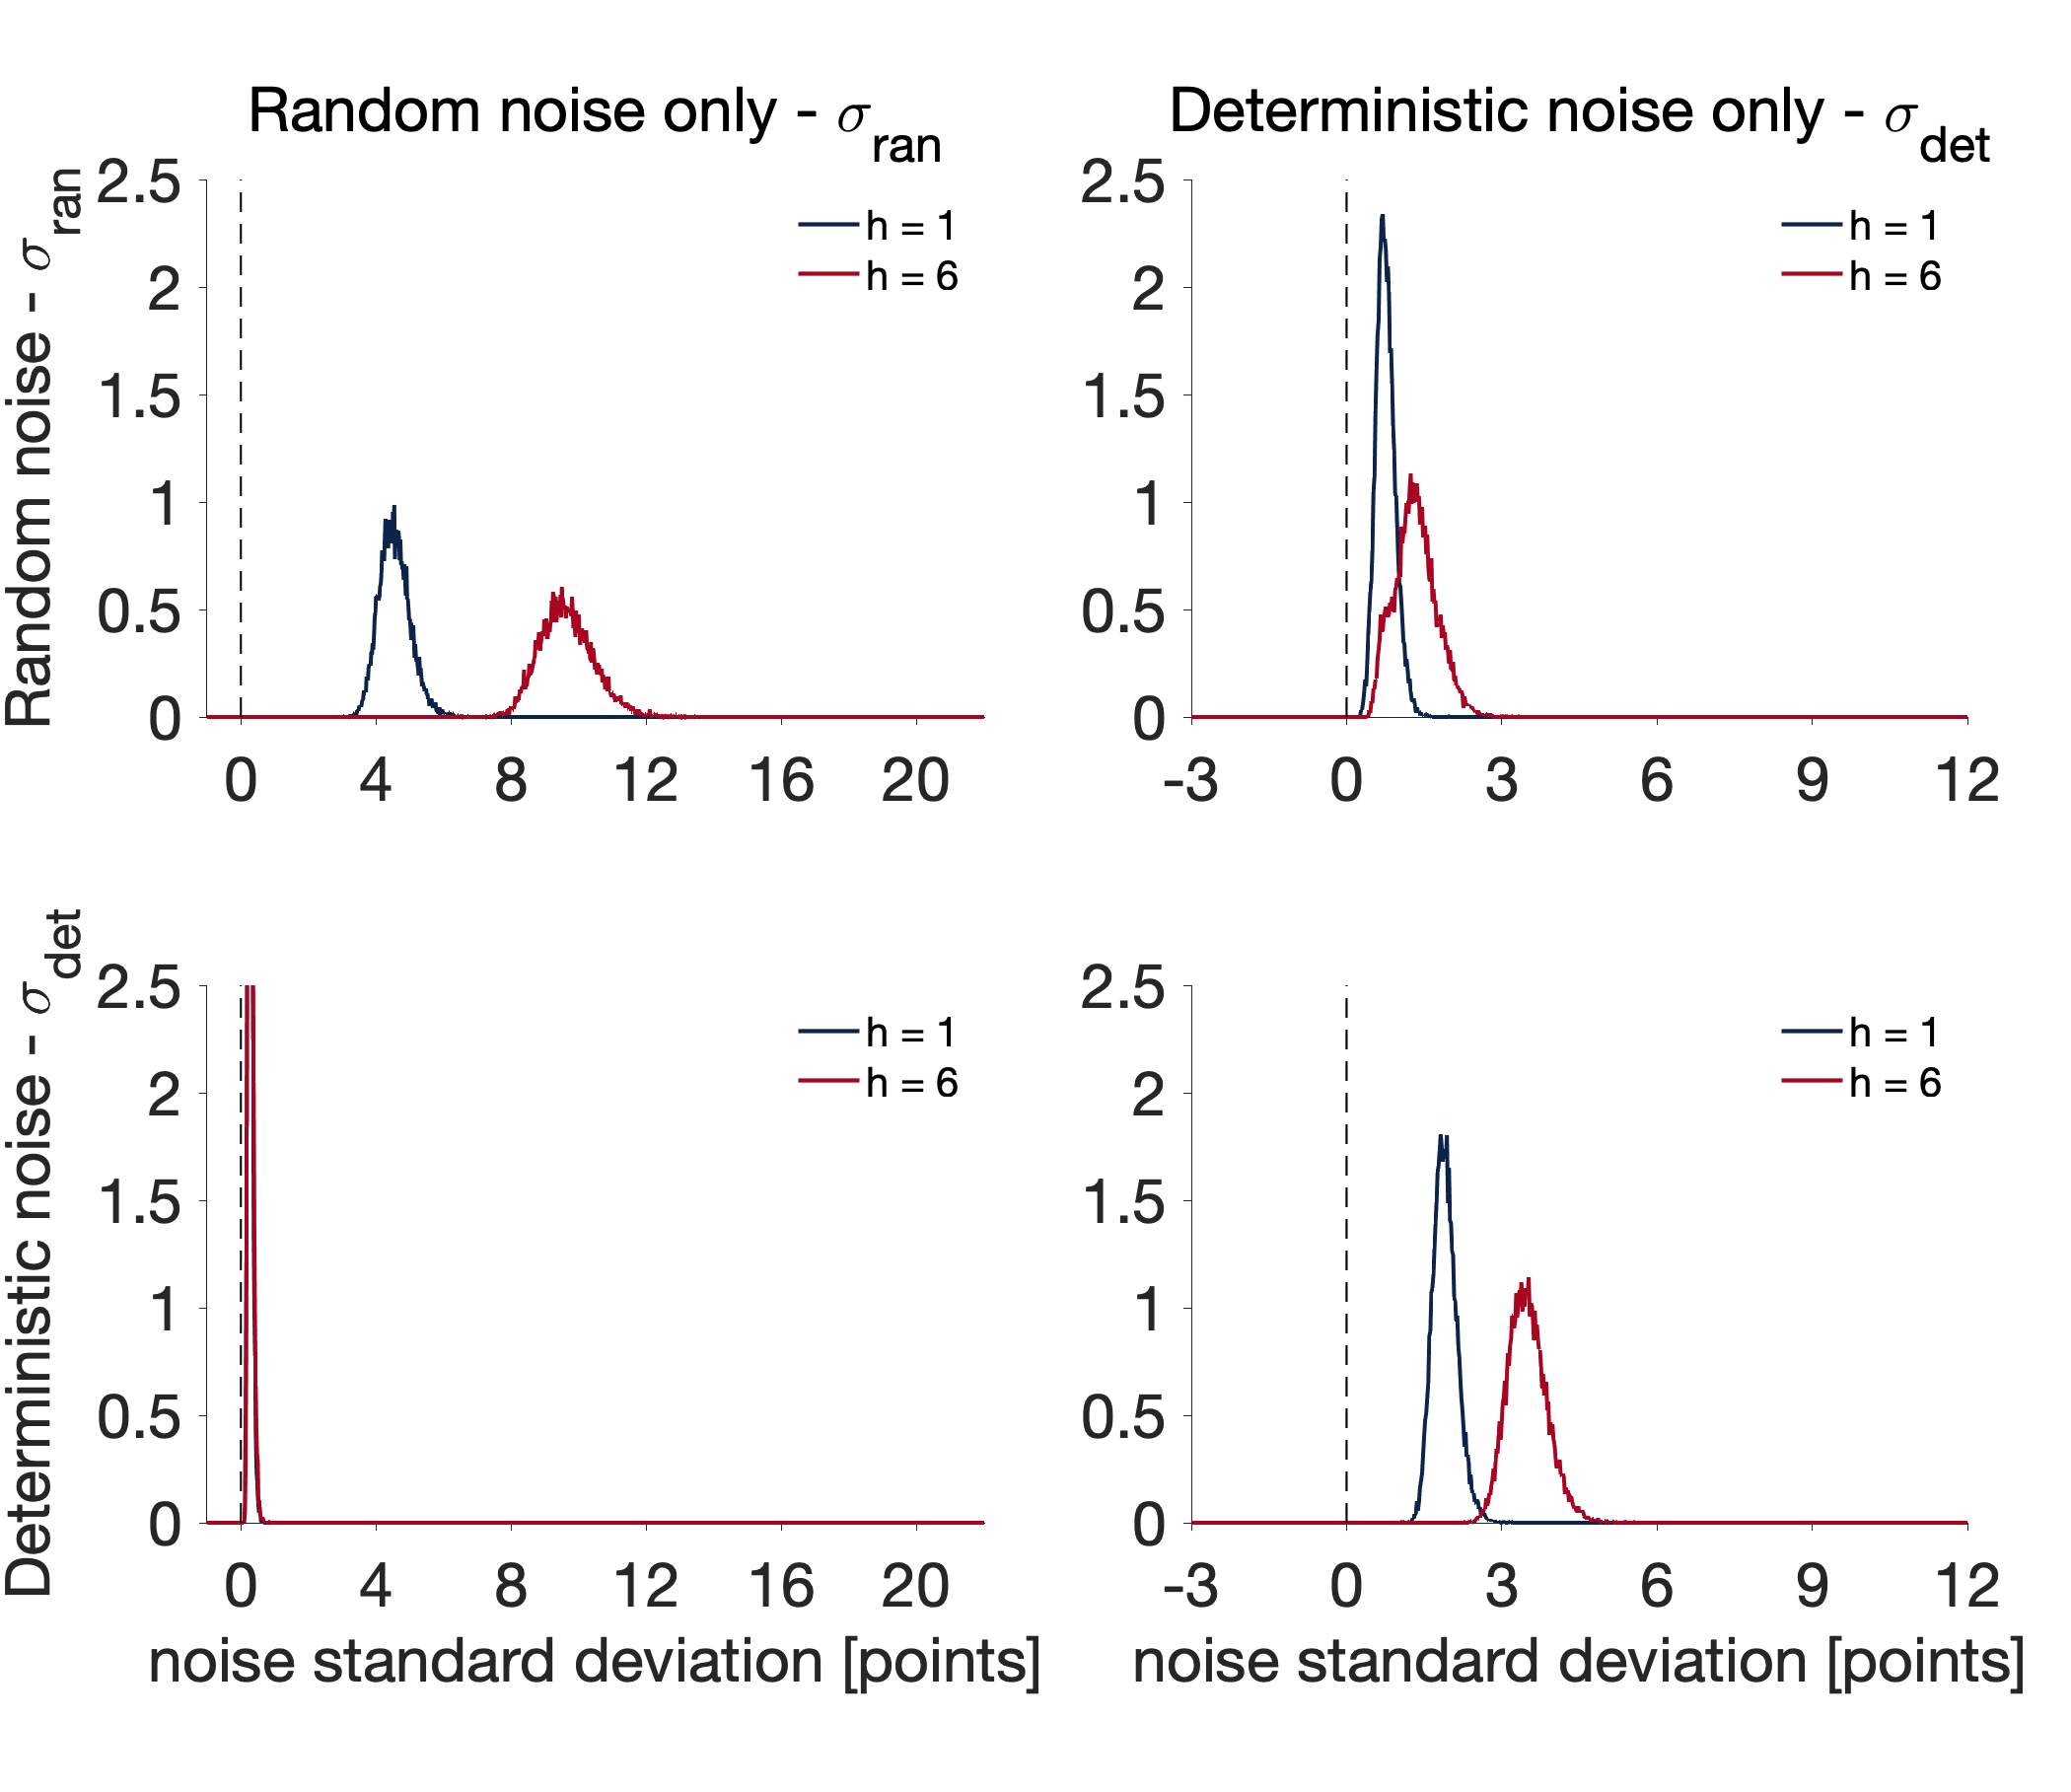 Random noise only - σran
Deterministic noise only - σdet
Random noise - σran
2.5
2
1.5
1
0.5
0
h = 1
h = 6
0 4 8 12 16 20
2.5
2
1.5
1
0.5
0
h = 1
h = 6
-3 0 3 6 9 12
Deterministic noise - σdet
2.5
2
1.5
1
0.5
0
h = 1
h = 6
0 4 8 12 16 20
noise standard deviation [points]
2.5
2
1.5
1
0.5
0
h = 1
h = 6
-3 0 3 6 9 12
noise standard deviation [points]